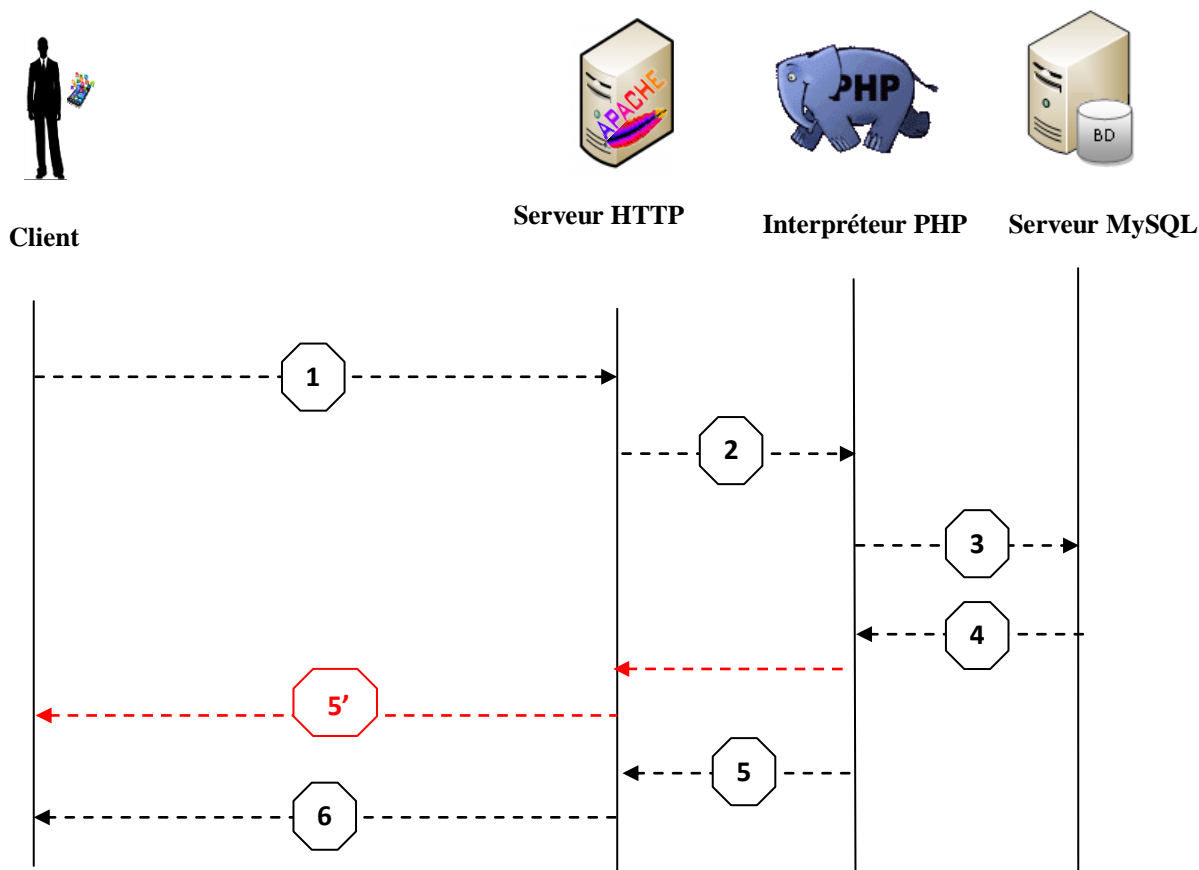 APACHE
PHP
BD
Client
Serveur HTTP
Interpréteur PHP
Serveur MySQL
1
2
3
4
5’
5
6